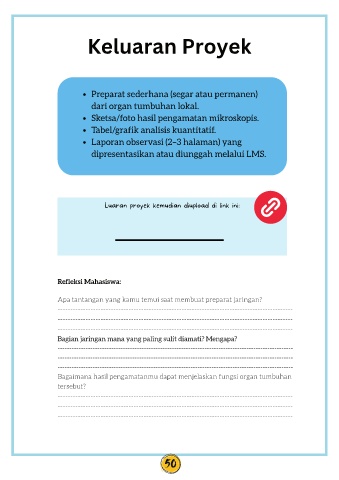 Keluaran Proyek
• Preparat sederhana (segar atau permanen)
dari organ tumbuhan lokal.
• Sketsa/foto hasil pengamatan mikroskopis.
• Tabel/grafik analisis kuantitatif.
• Laporan observasi (2–3 halaman) yang
dipresentasikan atau diunggah melalui LMS.
Luaran proyek kemudian diupload di link ini:
Refleksi Mahasiswa:
Apa tantangan yang kamu temui saat membuat preparat jaringan?
Bagian jaringan mana yang paling sulit diamati? Mengapa?
Bagaimana hasil pengamatanmu dapat menjelaskan fungsi organ tumbuhan
tersebut?
50